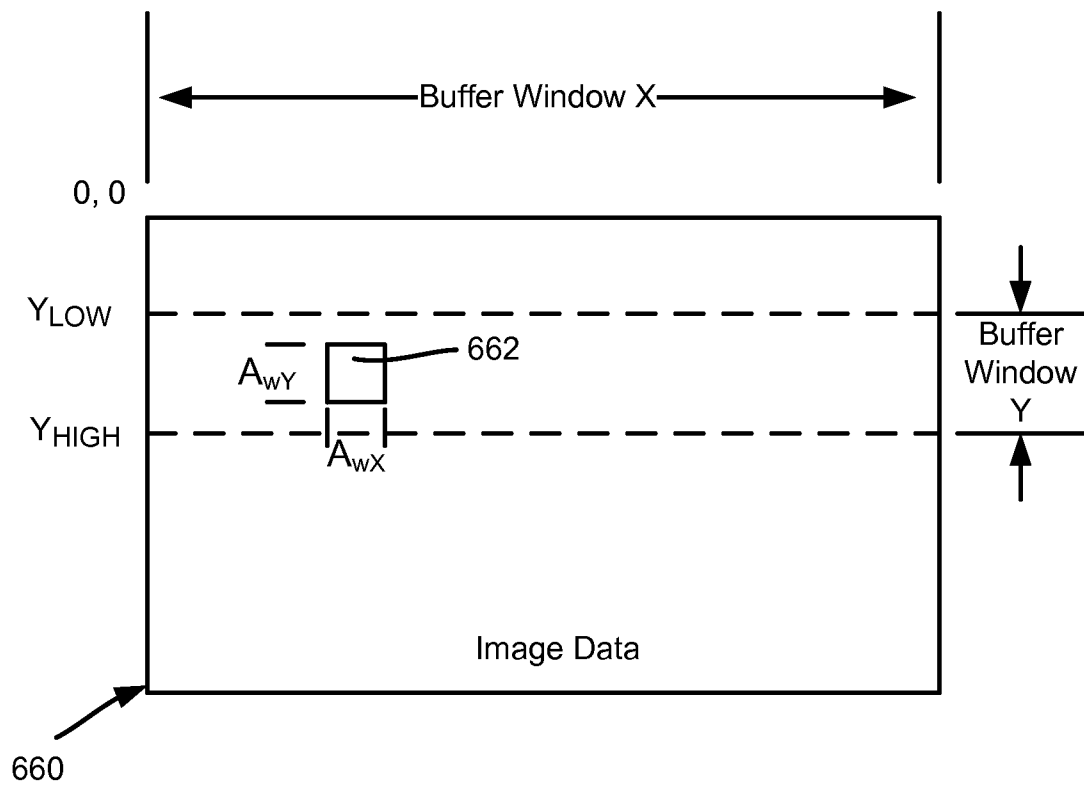 Buffer Window X
0, 0
YLOW
Buffer
Window
Y
662
AwY
YHIGH
AwX
Image Data
660